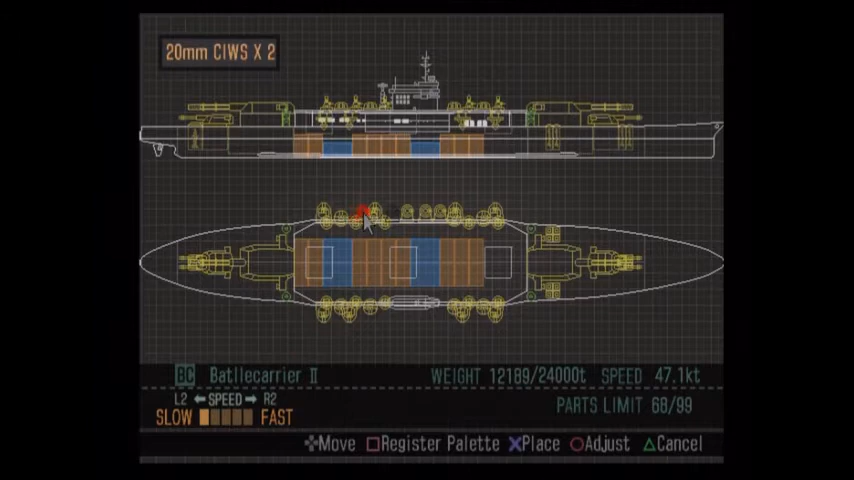 20mm CIWS X 2
BC Batllecarrier II WEIGHT 12189/24000t SPEED 47.1kt
L2 ←SPEED→ R2
SLOW FAST
PARTS LIMIT 68/99
Move □Register Palette ×Place ○Adjust △Cancel